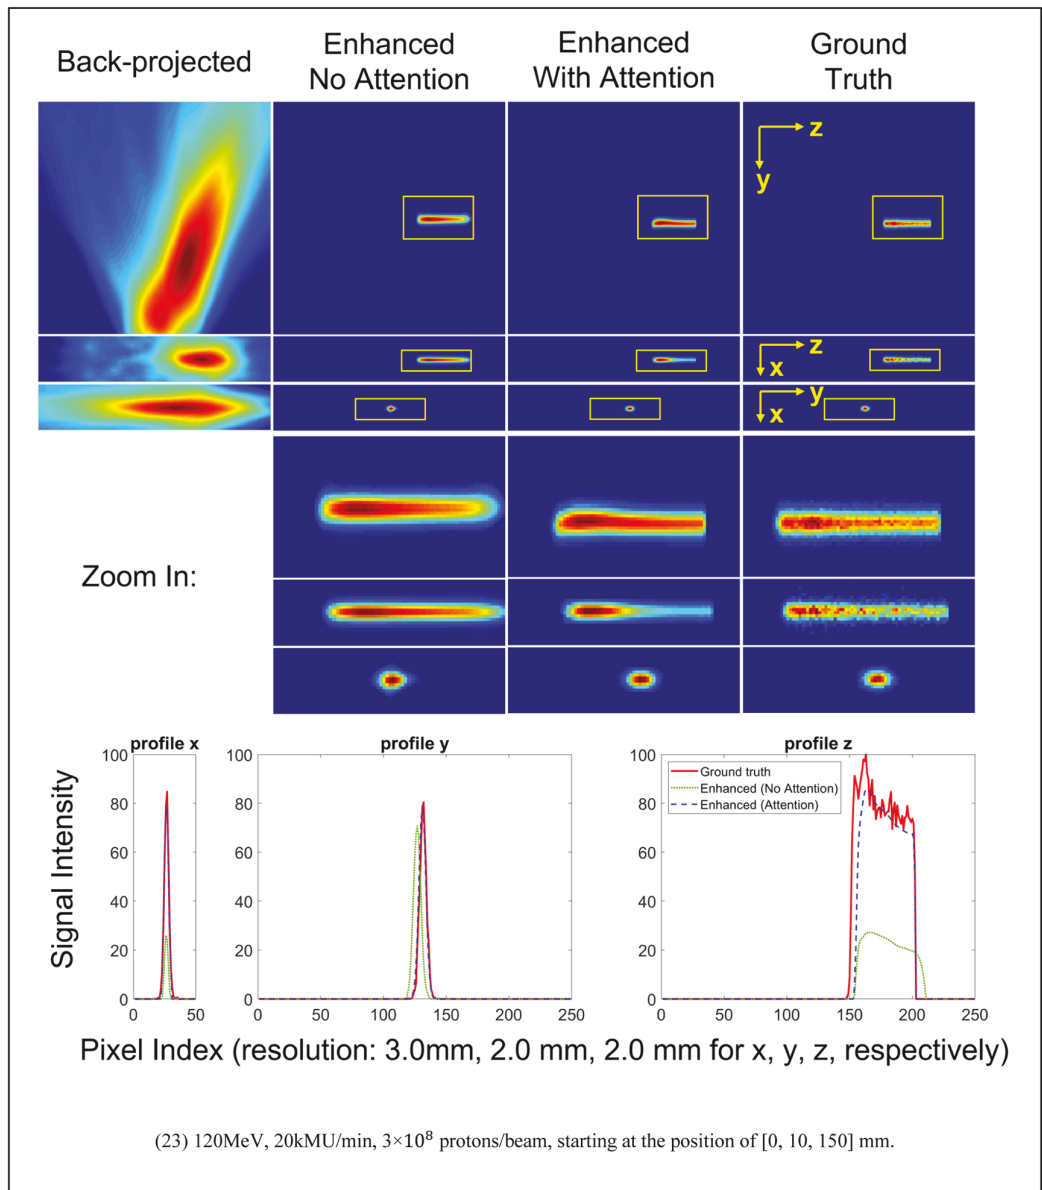 Back-projected
Enhanced
No Attention
Enhanced
With Attention
Ground
Truth
z
y
z
x
y
x
Zoom In:
profile x
profile y
profile z
Signal Intensity
100
80
60
40
20
0
0 50
100
80
60
40
20
0
0 50 100 150 200 250
100
80
60
40
20
0
0 50 100 150 200 250
Ground truth
Enhanced (No Attention)
Enhanced (Attention)
Pixel Index (resolution: 3.0mm, 2.0 mm, 2.0 mm for x, y, z, respectively)
(23) 120MeV, 20kMU/min, 3×10⁸ protons/beam, starting at the position of [0, 10, 150] mm.